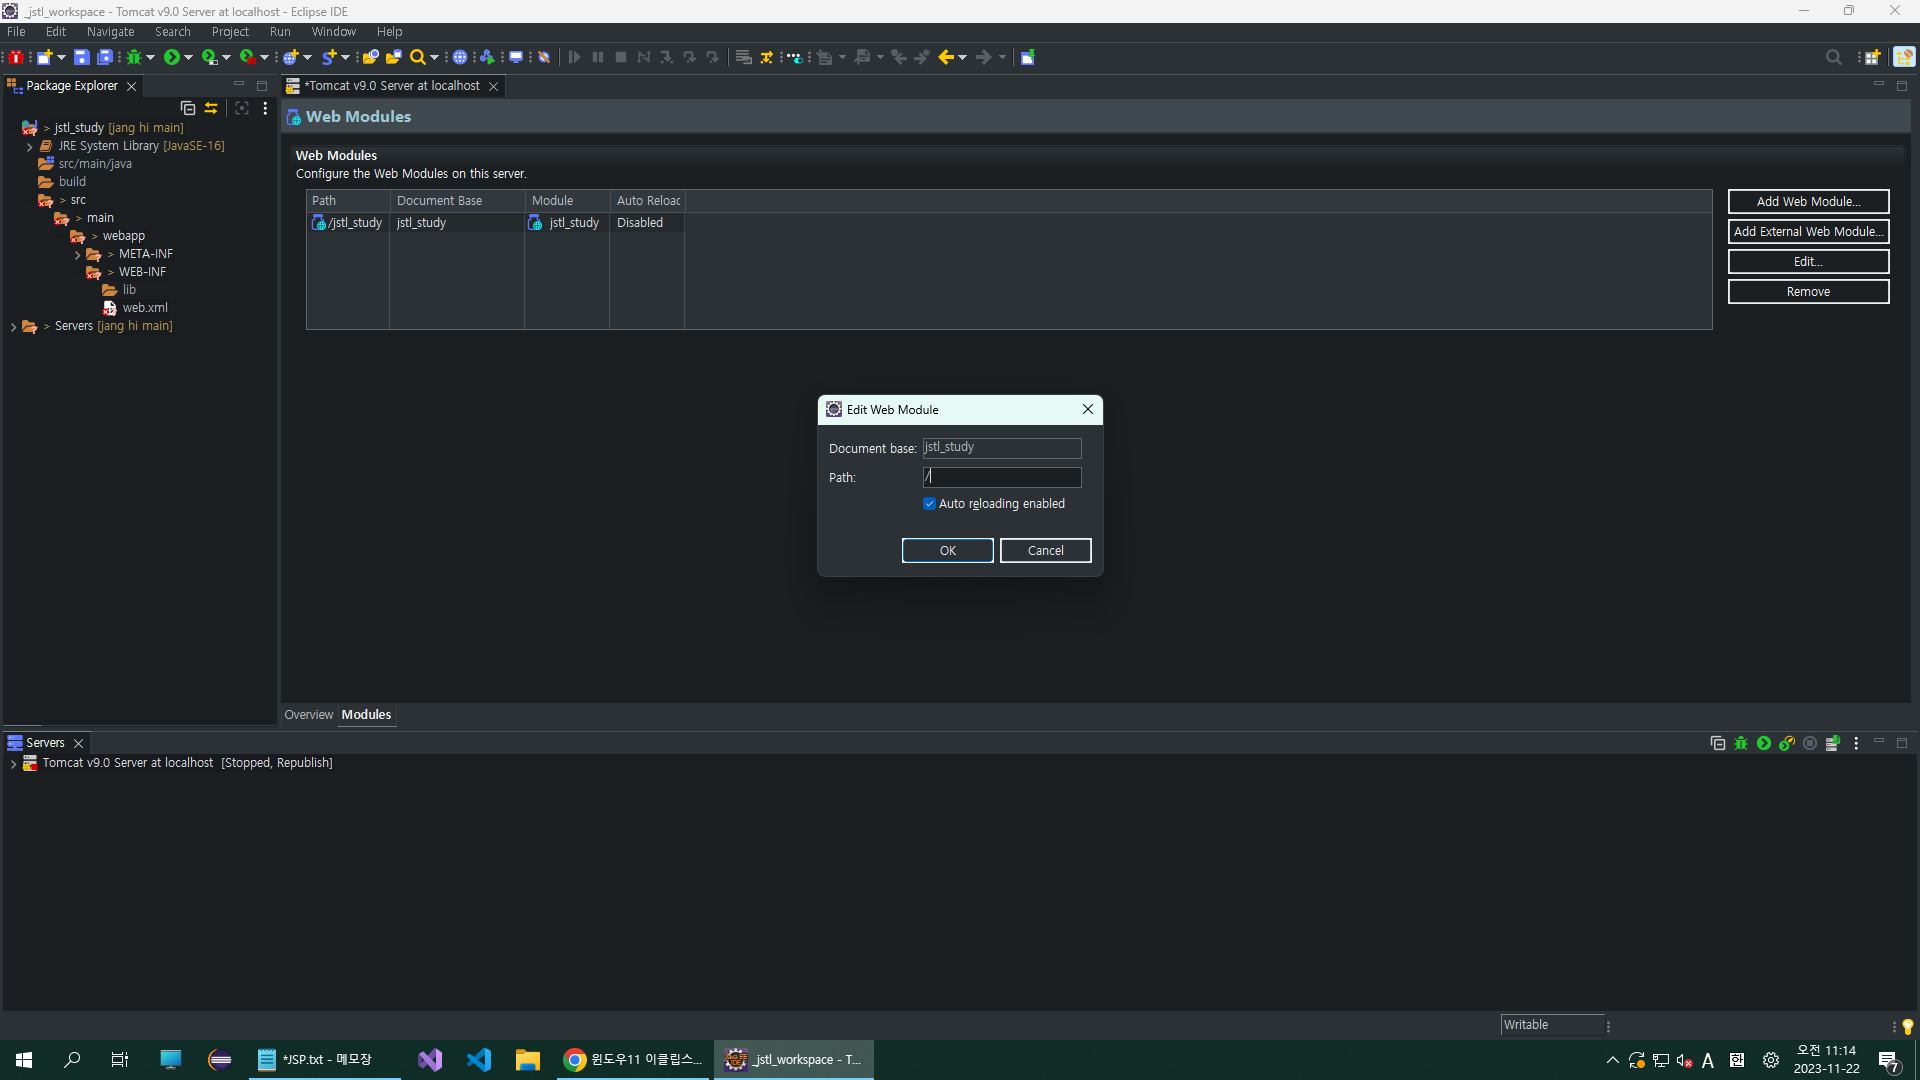 _jstl_workspace - Tomcat v9.0 Server at localhost - Eclipse IDE
File Edit Navigate Search Project Run Window Help
Package Explorer
*Tomcat v9.0 Server at localhost
Web Modules
> jstl_study [jang hi main]
JRE System Library [JavaSE-16]
src/main/java
build
> src
> main
> webapp
> META-INF
> WEB-INF
lib
web.xml
> Servers [jang hi main]
Web Modules
Configure the Web Modules on this server.
Path Document Base Module Auto Reloac
/jstl_study jstl_study jstl_study Disabled
Add Web Module...
Add External Web Module...
Edit...
Remove
Edit Web Module
Document base: jstl_study
Path: /
Auto reloading enabled
OK Cancel
Overview Modules
Servers
Tomcat v9.0 Server at localhost [Stopped, Republish]
Writable
*JSP.txt - 메모장
윈도우11 이클립스...
_jstl_workspace - T...
A 한
오전 11:14
2023-11-22
7